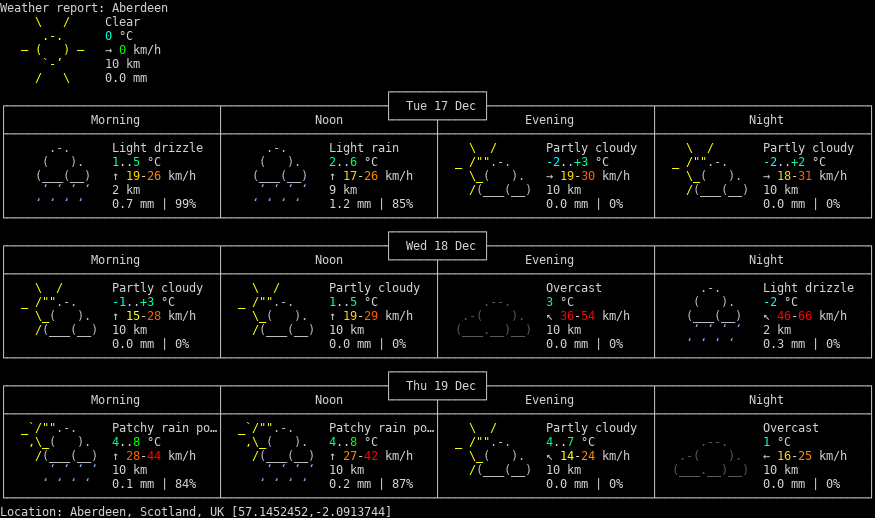 Weather report: Aberdeen
Clear
0 °C
→ 0 km/h
10 km
0.0 mm
Tue 17 Dec
Morning Noon Evening Night
Light drizzle Light rain Partly cloudy Partly cloudy
1..5 °C 2..6 °C -2..+3 °C -2..+2 °C
↑ 19-26 km/h ↑ 17-26 km/h → 19-30 km/h → 18-31 km/h
2 km 9 km 10 km 10 km
0.7 mm | 99% 1.2 mm | 85% 0.0 mm | 0% 0.0 mm | 0%
Wed 18 Dec
Morning Noon Evening Night
Partly cloudy Partly cloudy Overcast Light drizzle
-1..+3 °C 1..5 °C 3 °C -2 °C
↑ 15-28 km/h ↑ 19-29 km/h ↖ 36-54 km/h ↖ 46-66 km/h
10 km 10 km 10 km 2 km
0.0 mm | 0% 0.0 mm | 0% 0.0 mm | 0% 0.3 mm | 0%
Thu 19 Dec
Morning Noon Evening Night
Patchy rain po… Patchy rain po… Partly cloudy Overcast
4..8 °C 4..8 °C 4..7 °C 1 °C
↑ 28-44 km/h ↑ 27-42 km/h ↖ 14-24 km/h ← 16-25 km/h
10 km 10 km 10 km 10 km
0.1 mm | 84% 0.2 mm | 87% 0.0 mm | 0% 0.0 mm | 0%
Location: Aberdeen, Scotland, UK [57.1452452,-2.0913744]